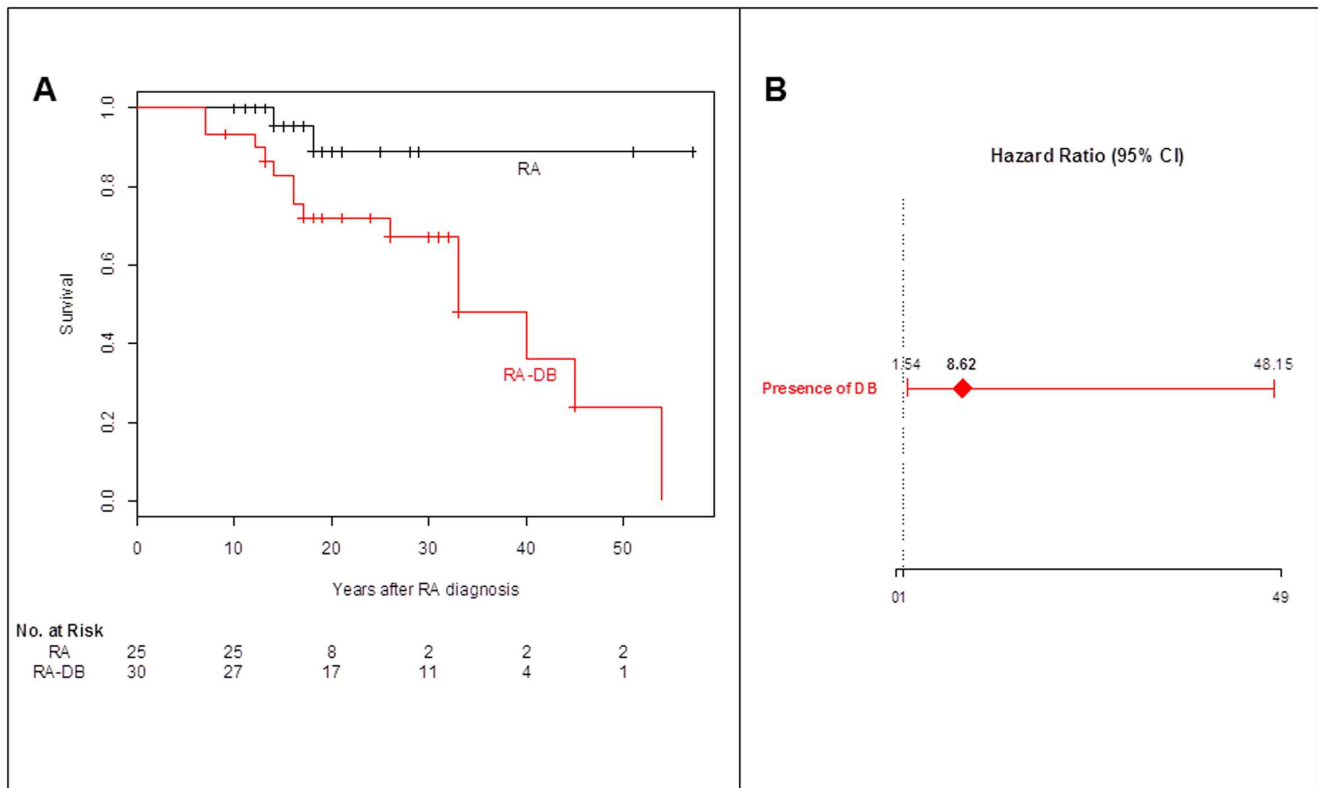 A
1.0
0.8
0.6
0.4
0.2
0.0
Survival
RA
RA-DB
0 10 20 30 40 50
Years after RA diagnosis
No. at Risk
RA 25 25 8 2 2 2
RA-DB 30 27 17 11 4 1
B
Hazard Ratio (95% CI)
1.54 8.62 48.15
Presence of DB
0 1 49